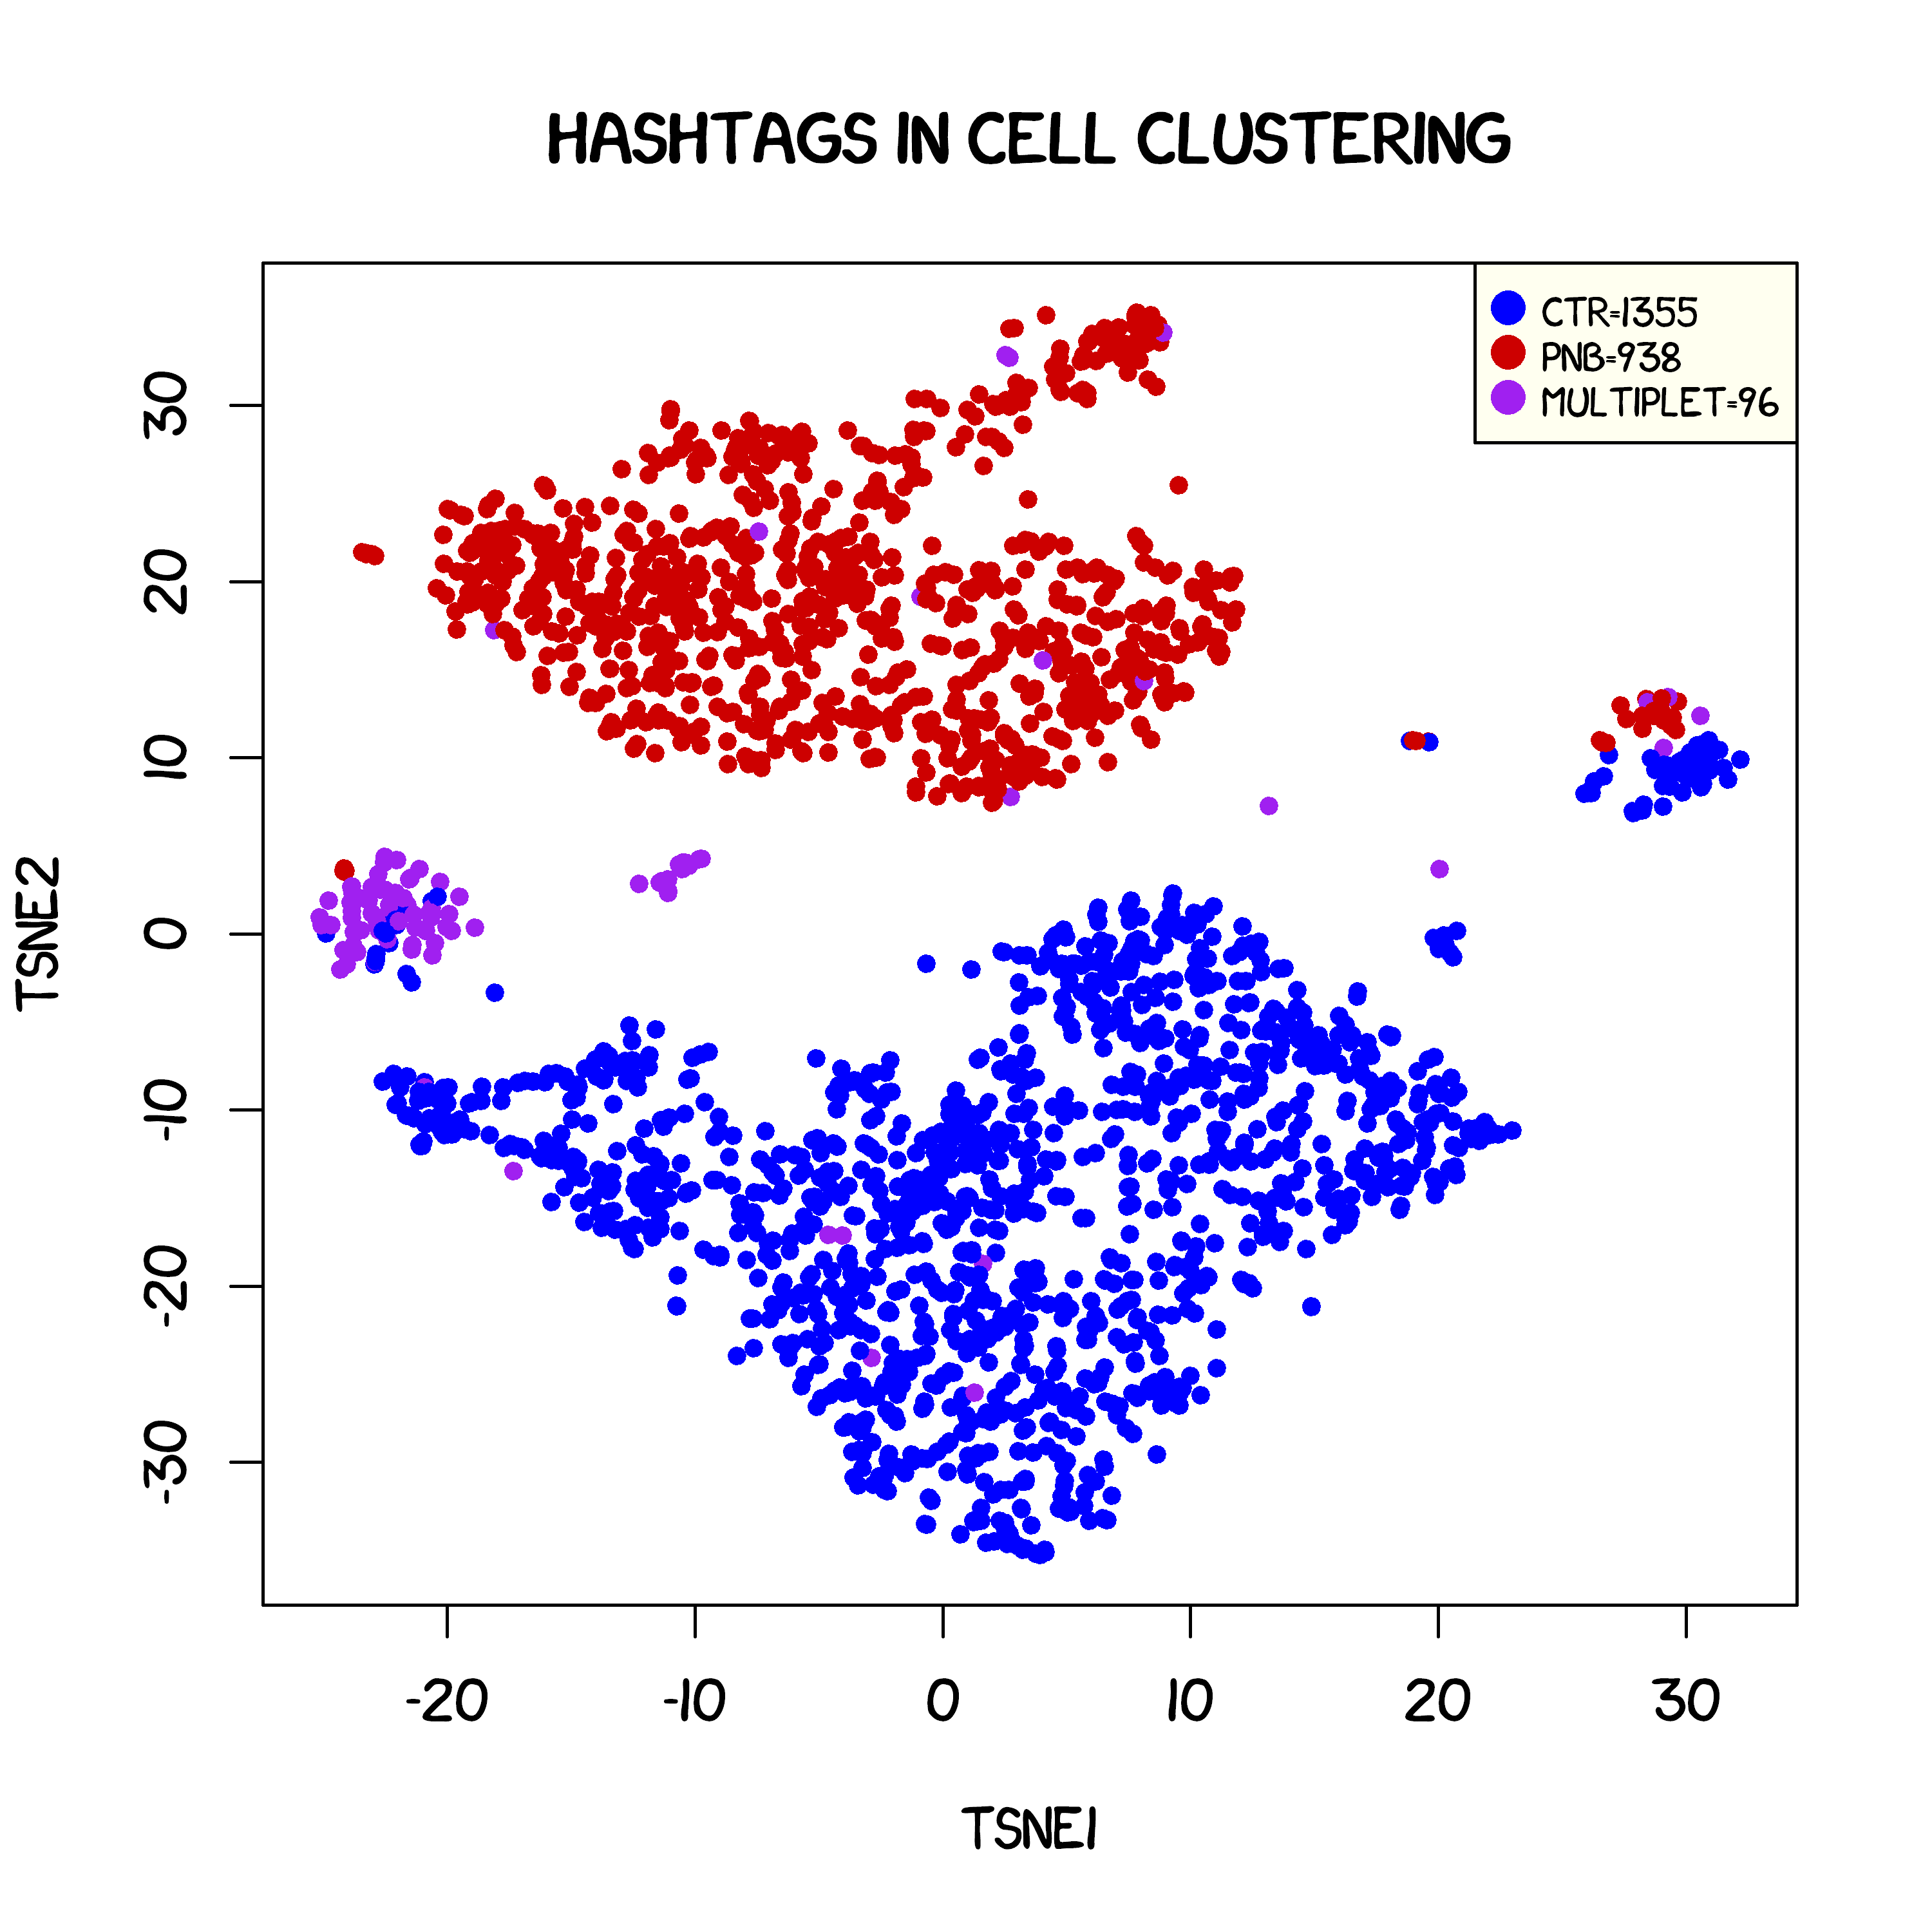 HASHTAGS IN CELL CLUSTERING
CTR=1355
PNB=938
MULTIPLET=96
30
20
10
0
-10
-20
-30
TSNE2
-20
-10
0
10
20
30
TSNE1